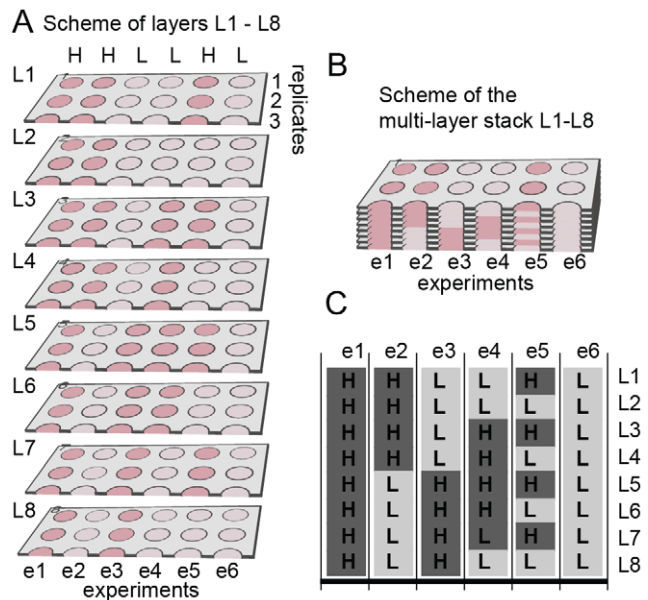 A Scheme of layers L1 - L8
H H L L H L
L1
1
2
3
replicates
L2
L3
L4
L5
L6
L7
L8
e1 e2 e3 e4 e5 e6
experiments
B
Scheme of the
multi-layer stack L1-L8
e1 e2 e3 e4 e5 e6
experiments
C
e1 e2 e3 e4 e5 e6
H H L L H L L1
H H L L L L L2
H H L H H L L3
H H L H L L L4
H L H H H L L5
H L H H L L L6
H L H L H L L7
H L H L L L L8